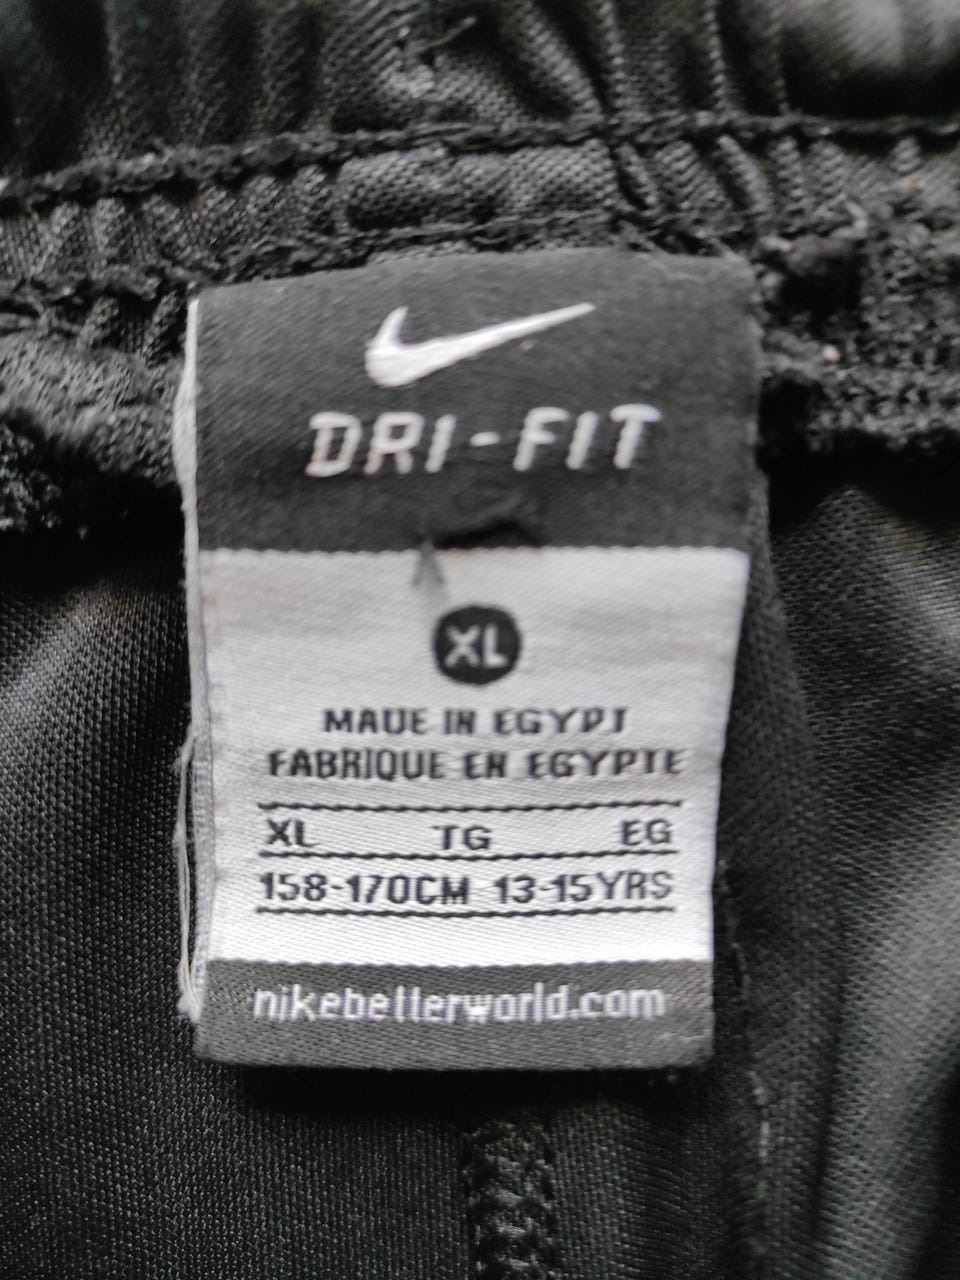 DRI-FIT
XL
MADE IN EGYPT
FABRIQUE EN EGYPTE
XL TG EG
158-170CM 13-15YRS
nikebetterworld.com